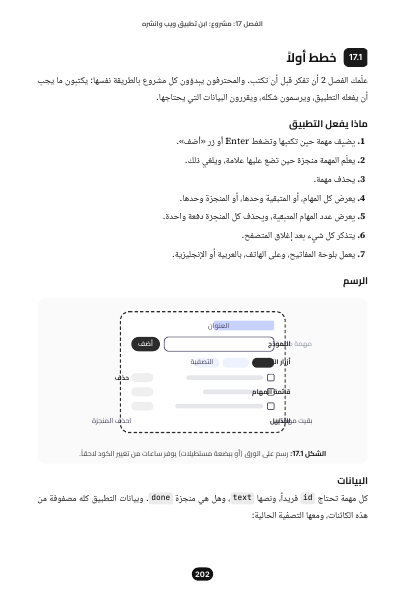 الفصل 17: مشروع: ابنِ تطبيق ويب وانشره
17.1 خطط أولاً
علّمك الفصل 2 أن تفكر قبل أن تكتب. والمحترفون يبدؤون كل مشروع بالطريقة نفسها: يكتبون ما يجب
أن يفعله التطبيق، ويرسمون شكله، ويقررون البيانات التي يحتاجها.
ماذا يفعل التطبيق
1. يضيف مهمة حين تكتبها وتضغط Enter أو زر «أضف».
2. يعلّم المهمة منجزة حين تضع عليها علامة، ويلغي ذلك.
3. يحذف مهمة.
4. يعرض كل المهام، أو المتبقية وحدها، أو المنجزة وحدها.
5. يعرض عدد المهام المتبقية، ويحذف كل المنجزة دفعة واحدة.
6. يتذكر كل شيء بعد إغلاق المتصفح.
7. يعمل بلوحة المفاتيح، وعلى الهاتف، بالعربية أو الإنجليزية.
الرسم
العنوان
مهمة
النموذج
أضف
التصفية
حذف
قائمة المهام
احذف المنجزة
الشكل 17.1: رسم على الورق (أو ببضعة مستطيلات) يوفر ساعات من تغيير الكود لاحقاً.
البيانات
كل مهمة تحتاج id فريداً، ونصها text، وهل هي منجزة done. وبيانات التطبيق كله مصفوفة من
هذه الكائنات، ومعها التصفية الحالية:
202